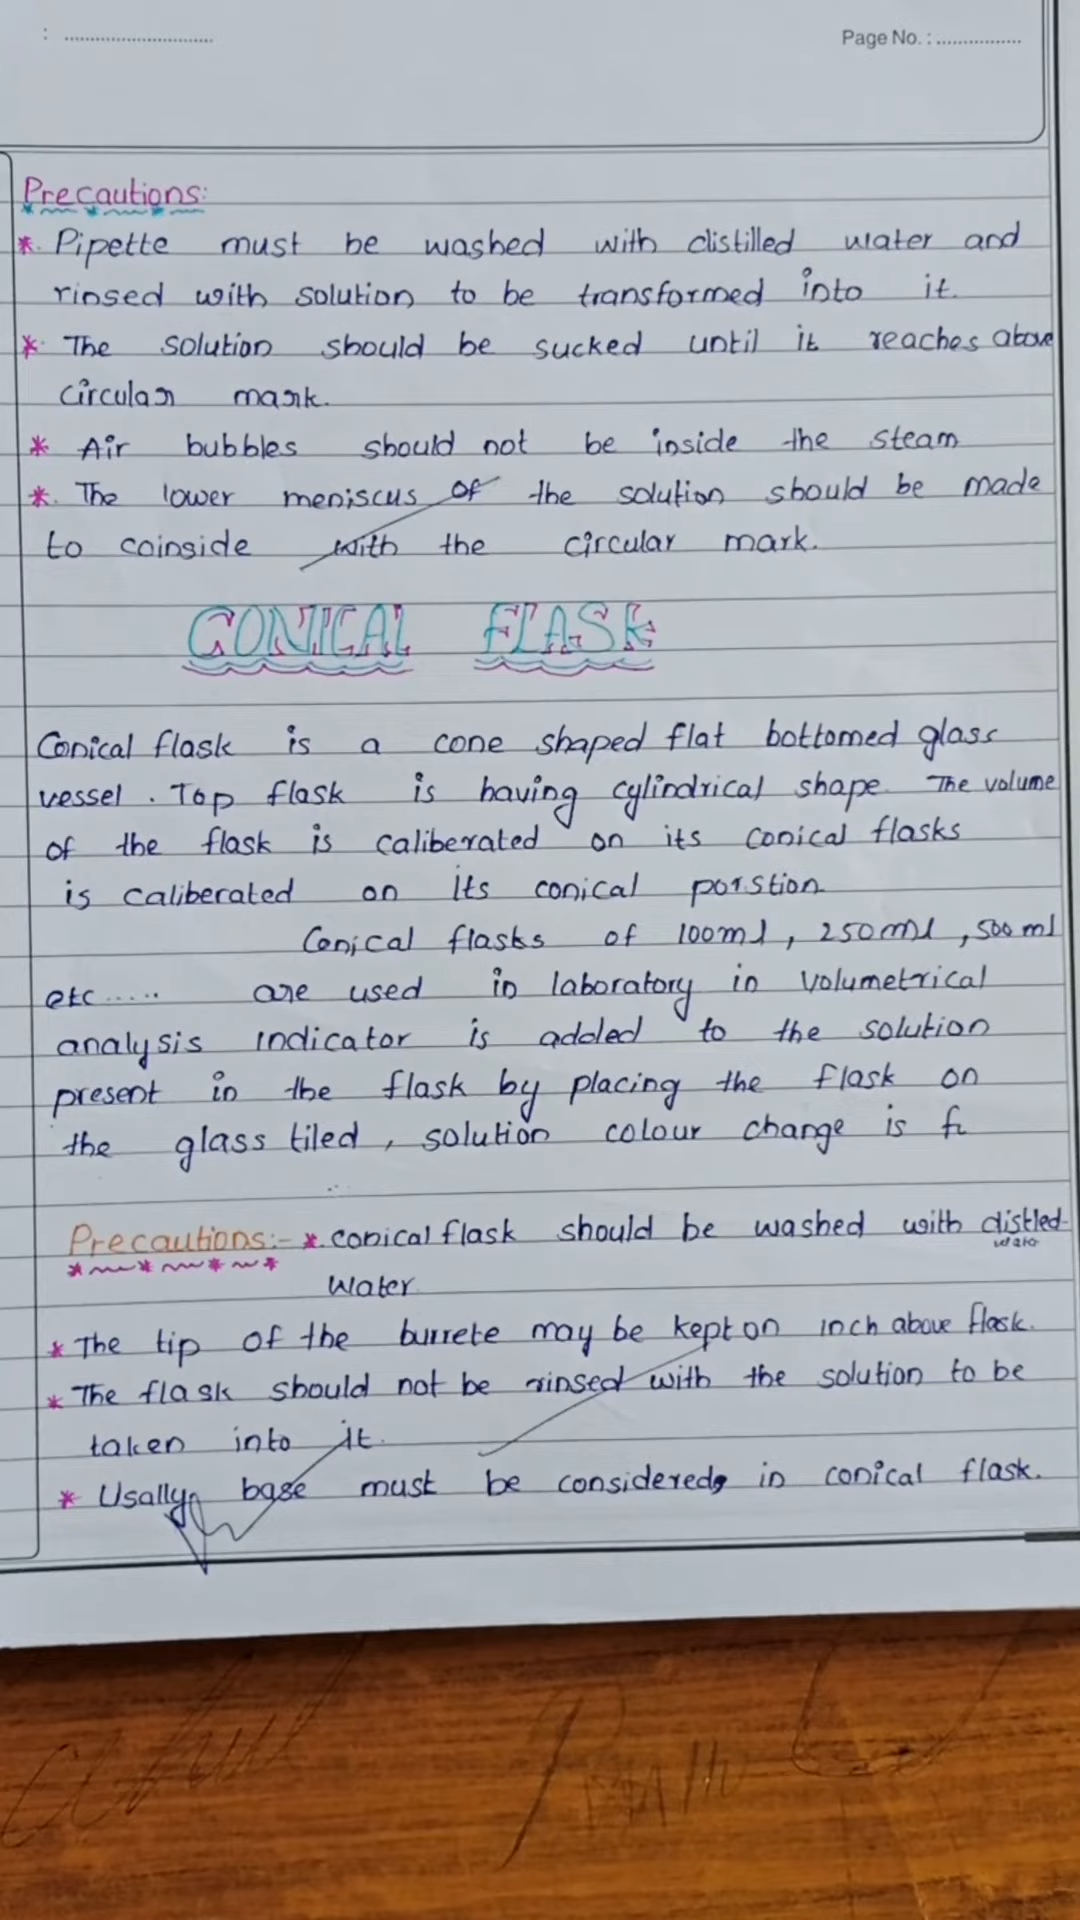 : ..............................
Page No. : .................
Precautions:
*. Pipette must be washed with distilled water and
rinsed with solution to be transformed into it.
*. The solution should be sucked until it reaches above
circular mark.
* Air bubbles should not be inside the steam
*. The lower meniscus of the solution should be made
to coinside with the circular mark.
CONICAL FLASK
Conical flask is a cone shaped flat bottomed glass
vessel. Top flask is having cylindrical shape. The volume
of the flask is caliberated on its conical flasks
is caliberated on its conical porstion
Conical flasks of 100ml, 250ml, 500 ml
etc ..... are used in laboratory in volumetrical
analysis indicator is added to the solution
present in the flask by placing the flask on
the glass tiled, solution colour change is
Precautions:- *. conical flask should be washed with distled
water
Water
* The tip of the burrete may be kept on inch above flask.
* The flask should not be rinsed with the solution to be
taken into it.
* Usally base must be considered in conical flask.